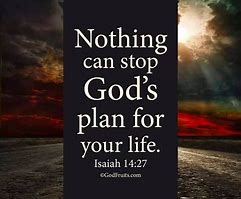 Nothing
can stop
God's
plan for
your life.
Isaiah 14:27
©GodFruits.com